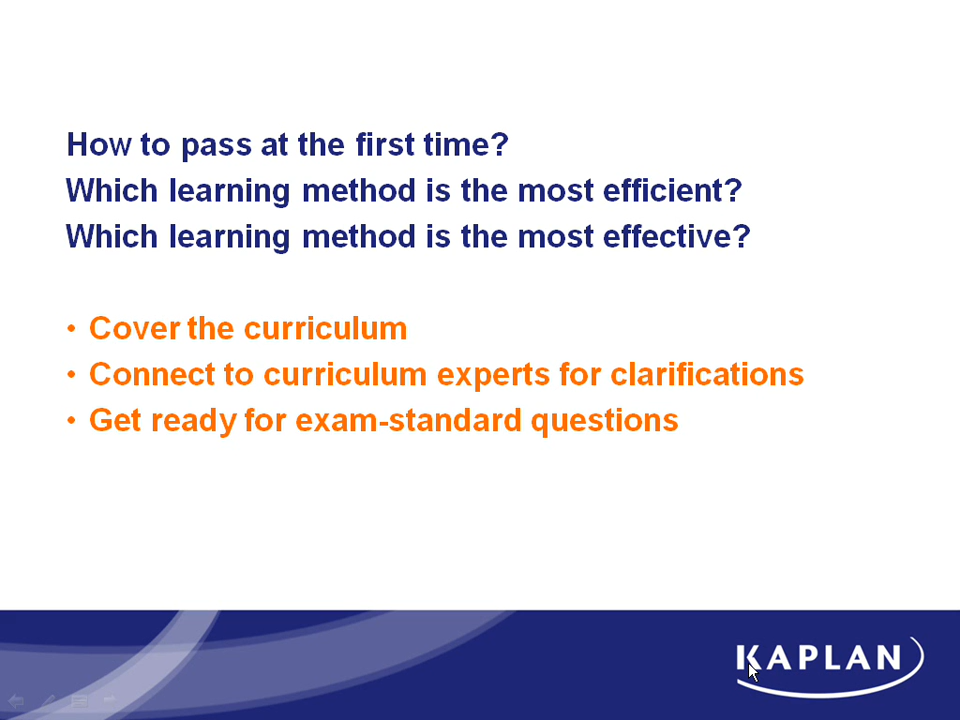 How to pass at the first time?
Which learning method is the most efficient?
Which learning method is the most effective?
• Cover the curriculum
• Connect to curriculum experts for clarifications
• Get ready for exam-standard questions
KAPLAN